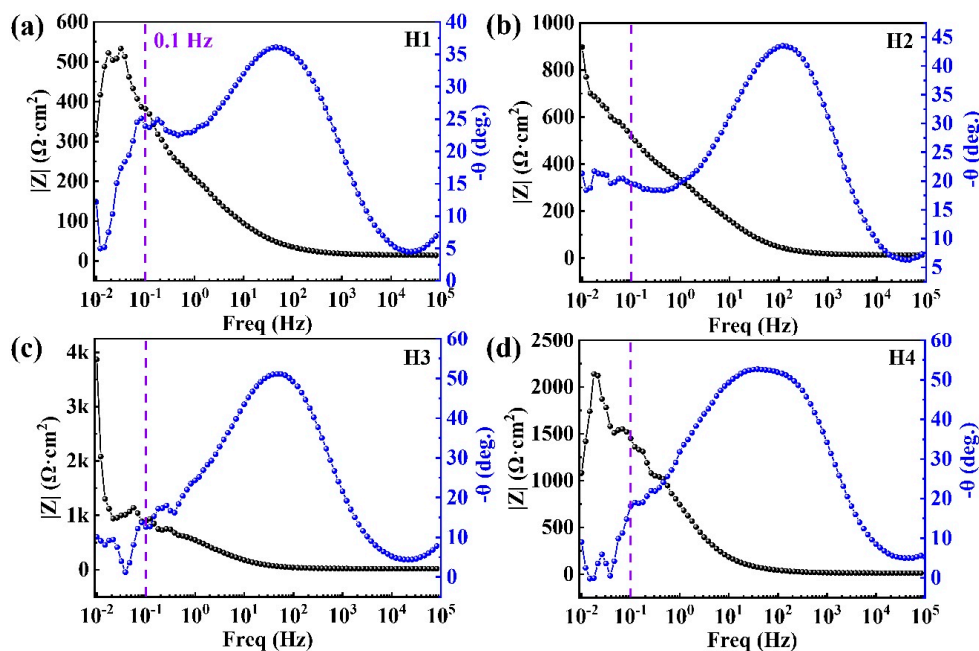 (a)
0.1 Hz
H1
|Z| (Ω·cm²)
600
500
400
300
200
100
0
-θ (deg.)
40
35
30
25
20
15
10
5
0
10⁻² 10⁻¹ 10⁰ 10¹ 10² 10³ 10⁴ 10⁵
Freq (Hz)
(b)
H2
|Z| (Ω·cm²)
1000
800
600
400
200
0
-θ (deg.)
45
40
35
30
25
20
15
10
5
10⁻² 10⁻¹ 10⁰ 10¹ 10² 10³ 10⁴ 10⁵
Freq (Hz)
(c)
H3
|Z| (Ω·cm²)
4k
3k
2k
1k
0
-θ (deg.)
60
50
40
30
20
10
0
10⁻² 10⁻¹ 10⁰ 10¹ 10² 10³ 10⁴ 10⁵
Freq (Hz)
(d)
H4
|Z| (Ω·cm²)
2500
2000
1500
1000
500
0
-θ (deg.)
60
50
40
30
20
10
0
10⁻² 10⁻¹ 10⁰ 10¹ 10² 10³ 10⁴ 10⁵
Freq (Hz)